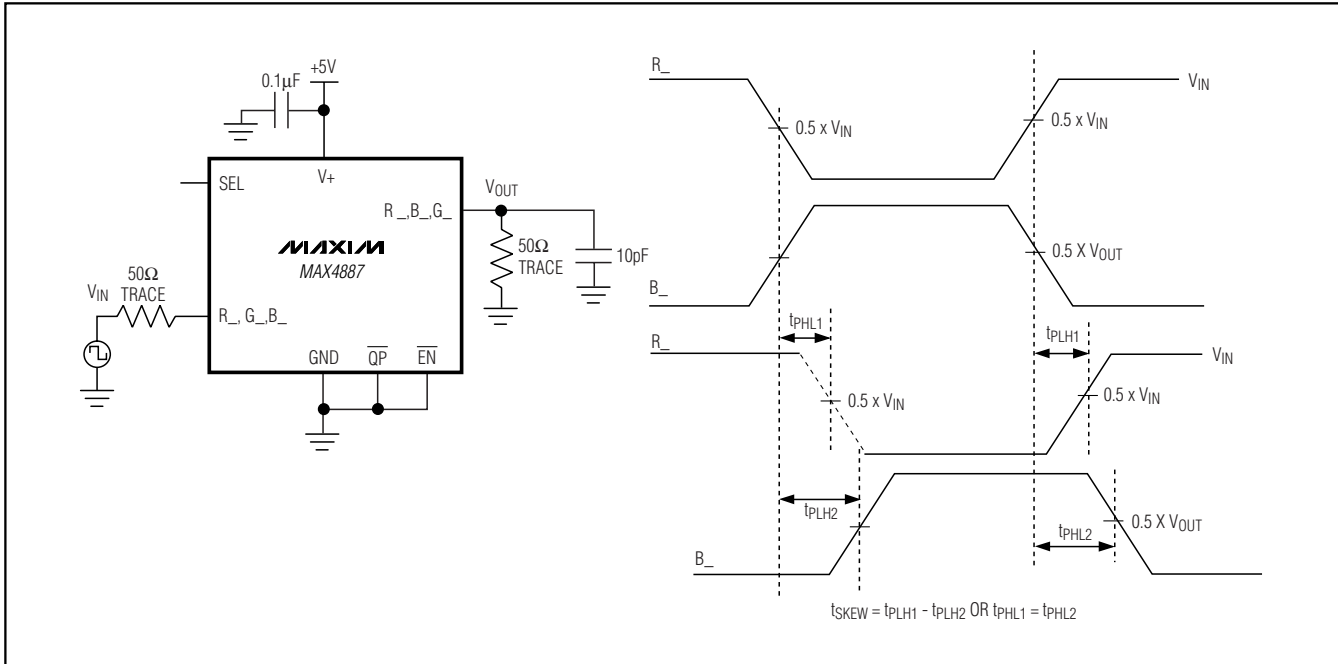 +5V
0.1µF
V+
SEL
VOUT
R _,B_,G_
MAXIM
MAX4887
50Ω
TRACE
10pF
50Ω
TRACE
VIN
R_, G_,B_
GND
QP
EN
R_
VIN
0.5 x VIN
0.5 x VIN
0.5 X VOUT
B_
tPHL1
tPLH1
R_
VIN
0.5 x VIN
0.5 x VIN
tPLH2
0.5 X VOUT
tPHL2
B_
tSKEW = tPLH1 - tPLH2 OR tPHL1 = tPHL2